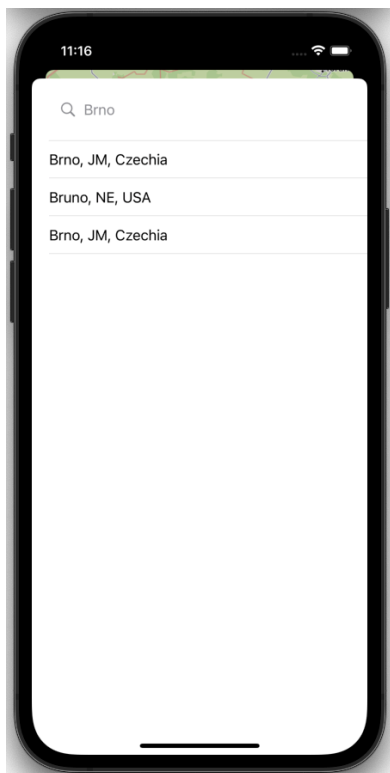 11:16
Brno
Brno, JM, Czechia
Bruno, NE, USA
Brno, JM, Czechia